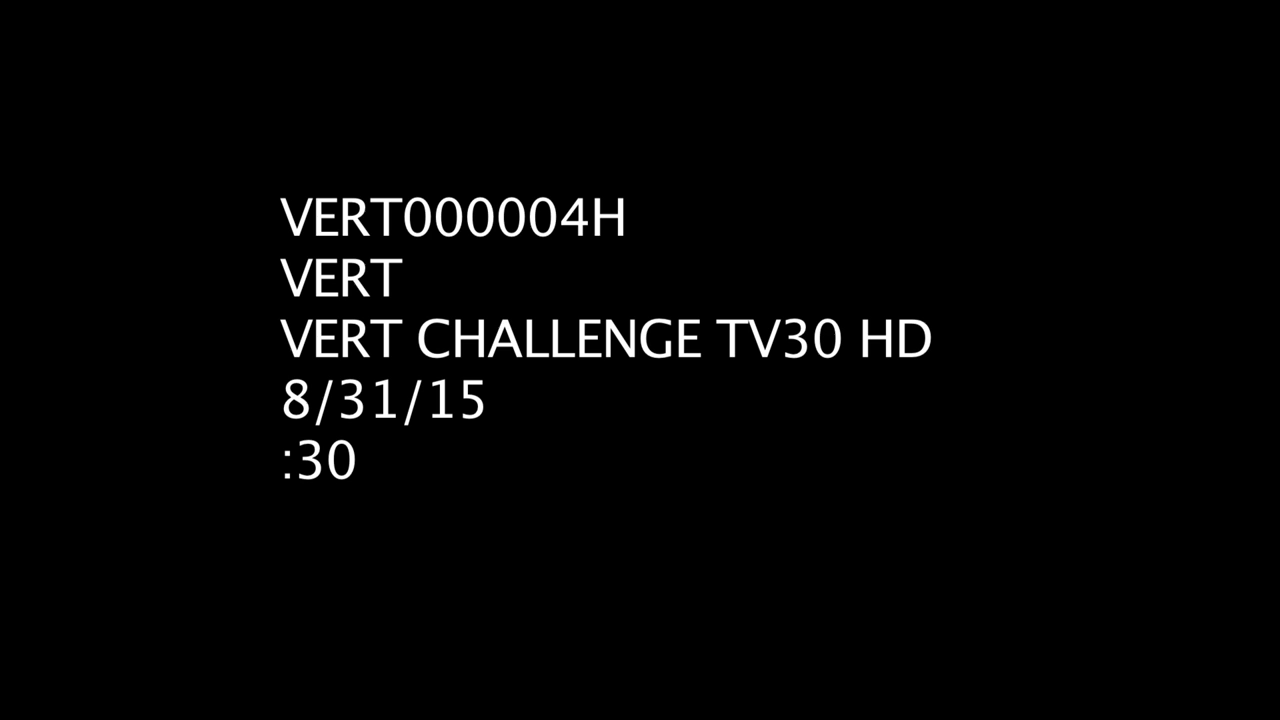 VERT000004H
VERT
VERT CHALLENGE TV30 HD
8/31/15
:30